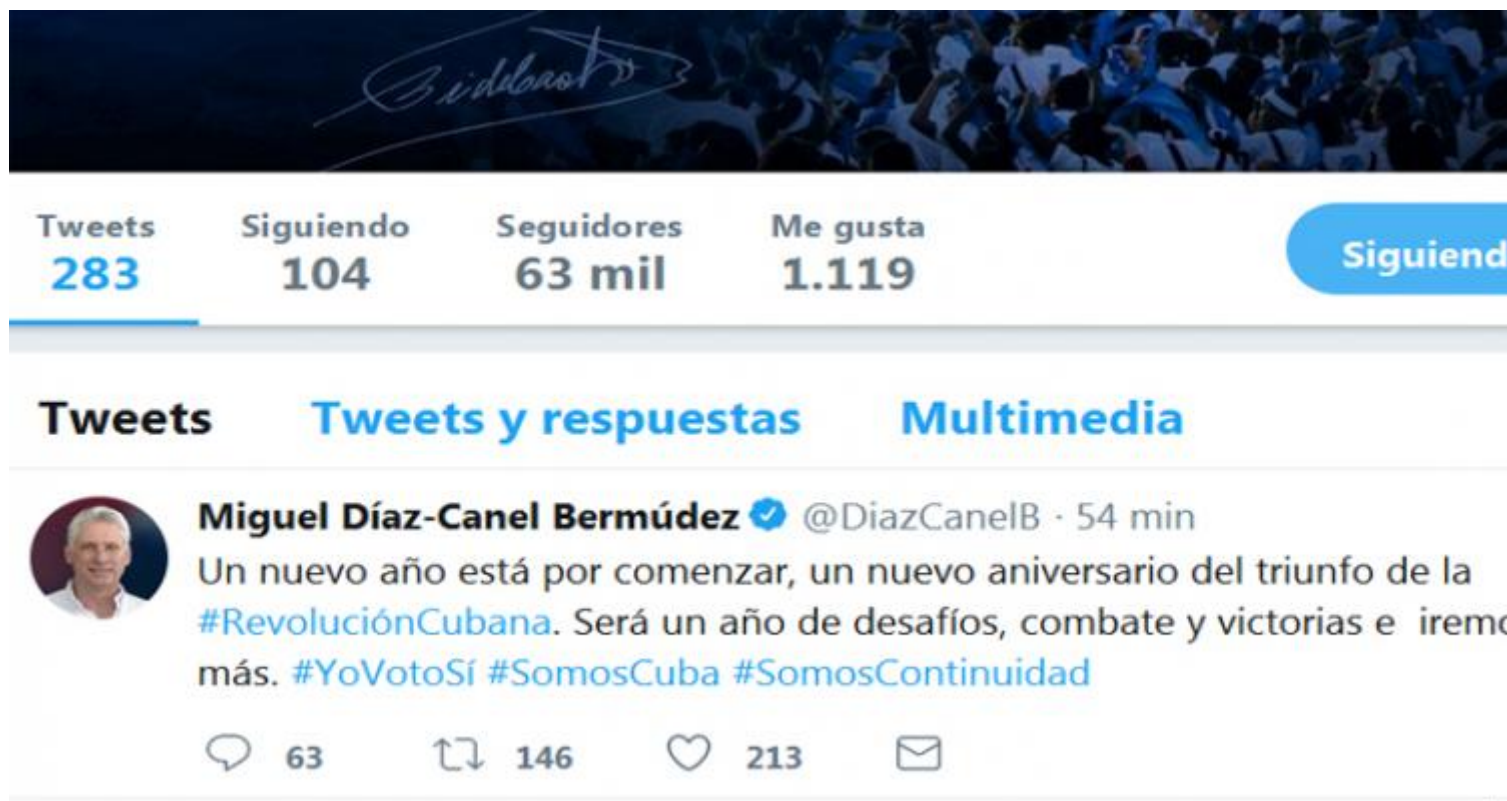 Tweets Siguiendo Seguidores Me gusta
283 104 63 mil 1.119
Siguiend
Tweets Tweets y respuestas Multimedia
Miguel Díaz-Canel Bermúdez @DiazCanelB · 54 min
Un nuevo año está por comenzar, un nuevo aniversario del triunfo de la
#RevoluciónCubana. Será un año de desafíos, combate y victorias e iremo
más. #YoVotoSí #SomosCuba #SomosContinuidad
63 146 213